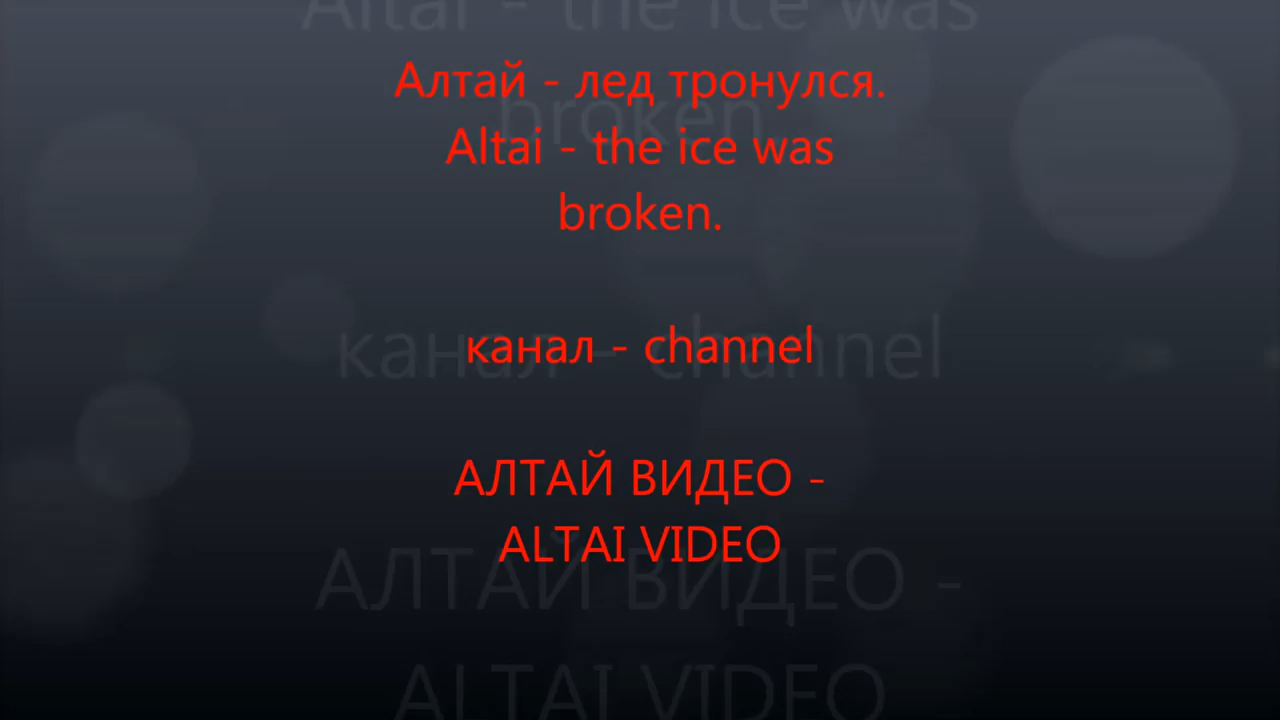 Алтай - лед тронулся.
Altai - the ice was
broken.
канал - channel
АЛТАЙ ВИДЕО -
ALTAI VIDEO